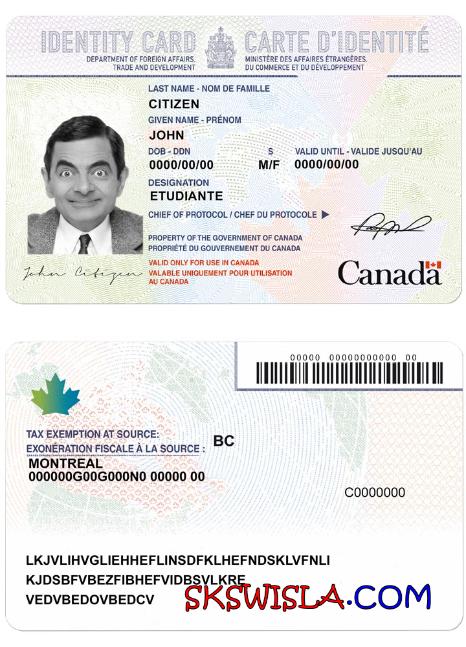 IDENTITY CARD CARTE D'IDENTITÉ
DEPARTMENT OF FOREIGN AFFAIRS, TRADE AND DEVELOPMENT MINISTÈRE DES AFFAIRES ÉTRANGÈRES, DU COMMERCE ET DU DÉVELOPPEMENT
LAST NAME - NOM DE FAMILLE
CITIZEN
GIVEN NAME - PRÉNOM
JOHN
DOB - DDN S VALID UNTIL - VALIDE JUSQU'AU
0000/00/00 M/F 0000/00/00
DESIGNATION
ETUDIANTE
CHIEF OF PROTOCOL / CHEF DU PROTOCOLE ▶
PROPERTY OF THE GOVERNMENT OF CANADA
PROPRIÉTÉ DU GOUVERNEMENT DU CANADA
VALID ONLY FOR USE IN CANADA
VALABLE UNIQUEMENT POUR UTILISATION
AU CANADA
John Citizen
Canada
00000 00000000000 00
TAX EXEMPTION AT SOURCE:
EXONÉRATION FISCALE À LA SOURCE : BC
MONTREAL
000000G00G000N0 00000 00
C0000000
LKJVLIHVGLIEHHEFLINSDFKLHEFNDSKLVFNLI
KJDSBFVBEZFIBHEFVIDBSVLKRE
VEDVBEDOVBEDCV
SKSWISLA.COM